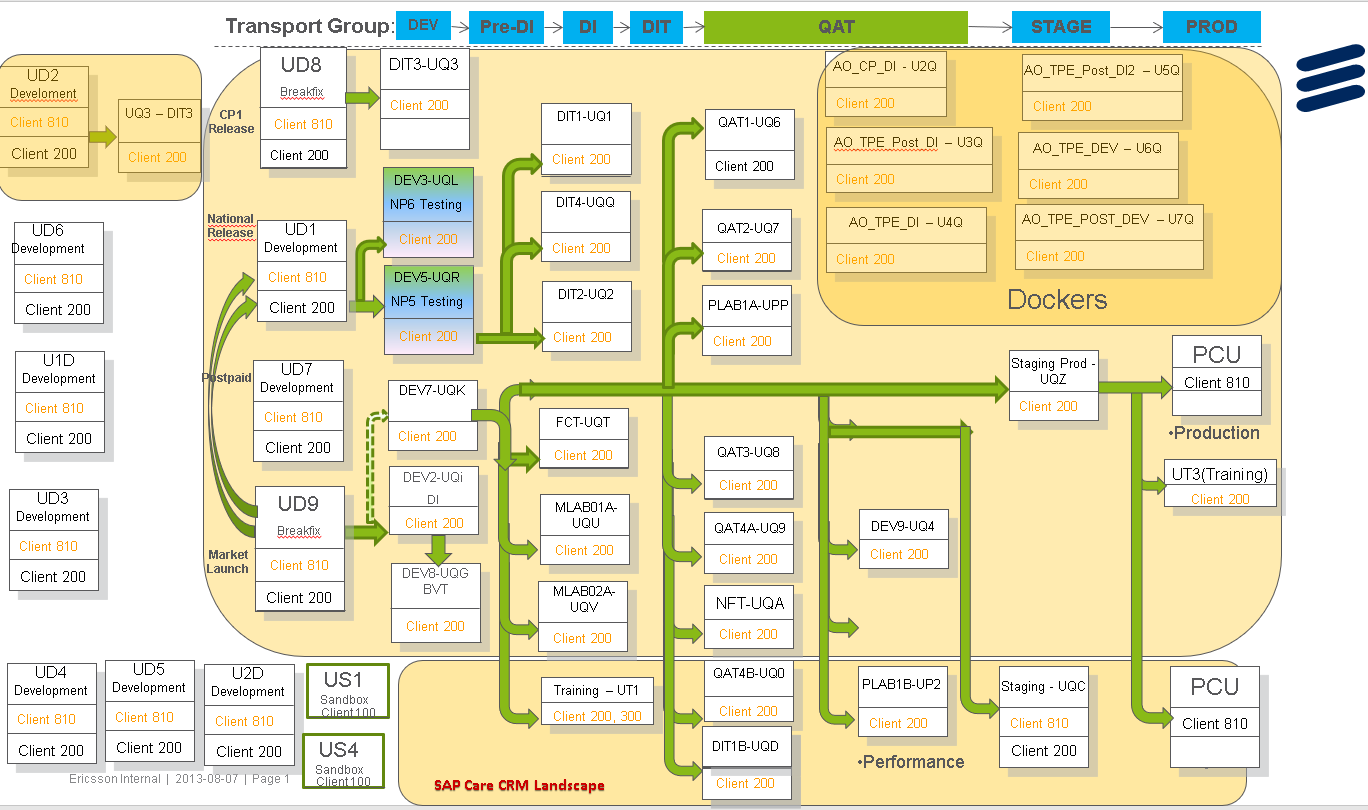 Transport Group:
DEV
Pre-DI
DI
DIT
QAT
STAGE
PROD
UD2
Develoment
Client 810
Client 200
UQ3 – DIT3
Client 200
CP1
Release
UD8
Breakfix
Client 810
Client 200
DIT3-UQ3
Client 200
National
Release
UD1
Development
Client 810
Client 200
DEV3-UQL
NP6 Testing
Client 200
DEV5-UQR
NP5 Testing
Client 200
DIT1-UQ1
Client 200
DIT4-UQQ
Client 200
DIT2-UQ2
Client 200
QAT1-UQ6
Client 200
QAT2-UQ7
Client 200
PLAB1A-UPP
Client 200
AO_CP_DI - U2Q
Client 200
AO_TPE_Post_DI2 – U5Q
Client 200
AO_TPE_Post_DI – U3Q
Client 200
AO_TPE_DEV – U6Q
Client 200
AO_TPE_DI – U4Q
Client 200
AO_TPE_POST_DEV – U7Q
Client 200
Dockers
UD6
Development
Client 810
Client 200
U1D
Development
Client 810
Client 200
UD3
Development
Client 810
Client 200
Postpaid
UD7
Development
Client 810
Client 200
Market
Launch
UD9
Breakfix
Client 810
Client 200
DEV7-UQK
Client 200
DEV2-UQi
DI
Client 200
DEV8-UQG
BVT
Client 200
FCT-UQT
Client 200
MLAB01A-
UQU
Client 200
MLAB02A-
UQV
Client 200
QAT3-UQ8
Client 200
QAT4A-UQ9
Client 200
NFT-UQA
Client 200
DEV9-UQ4
Client 200
Staging Prod -
UQZ
Client 200
PCU
Client 810
•Production
UT3(Training)
Client 200
UD4
Development
Client 810
Client 200
UD5
Development
Client 810
Client 200
U2D
Development
Client 810
Client 200
US1
Sandbox
Client100
US4
Sandbox
Client100
Training – UT1
Client 200, 300
QAT4B-UQ0
Client 200
DIT1B-UQD
Client 200
PLAB1B-UP2
Client 200
•Performance
Staging - UQC
Client 810
Client 200
PCU
Client 810
SAP Care CRM Landscape
Ericsson Internal | 2013-08-07 | Page 1